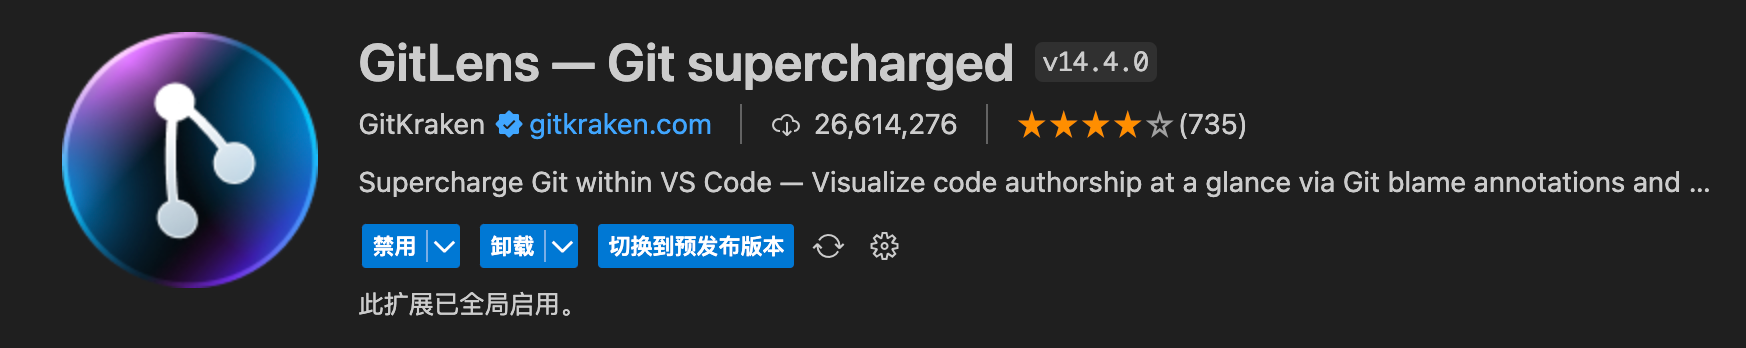 GitLens — Git supercharged v14.4.0
GitKraken gitkraken.com 26,614,276 (735)
Supercharge Git within VS Code — Visualize code authorship at a glance via Git blame annotations and ...
禁用 卸载 切换到预发布版本
此扩展已全局启用。